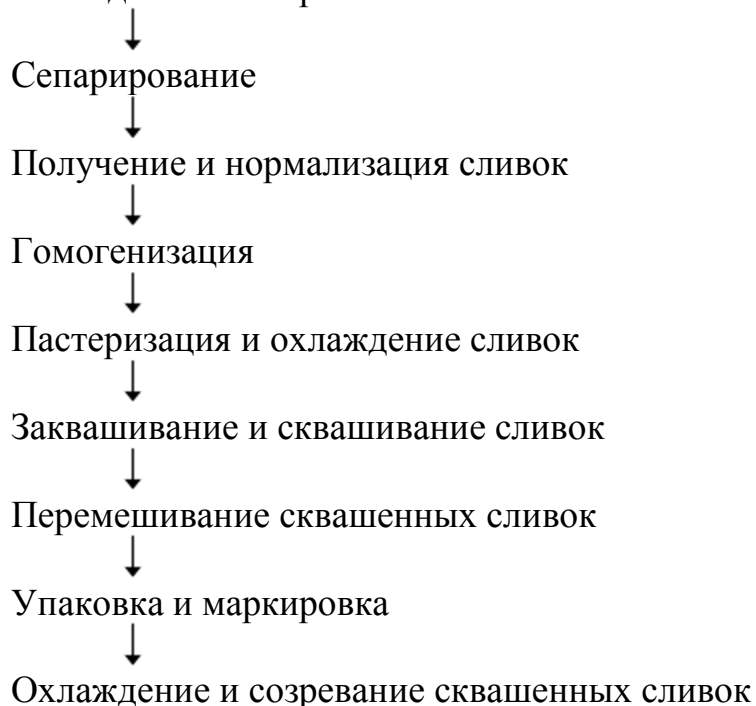 Сепарирование
Получение и нормализация сливок
Гомогенизация
Пастеризация и охлаждение сливок
Заквашивание и сквашивание сливок
Перемешивание сквашенных сливок
Упаковка и маркировка
Охлаждение и созревание сквашенных сливок